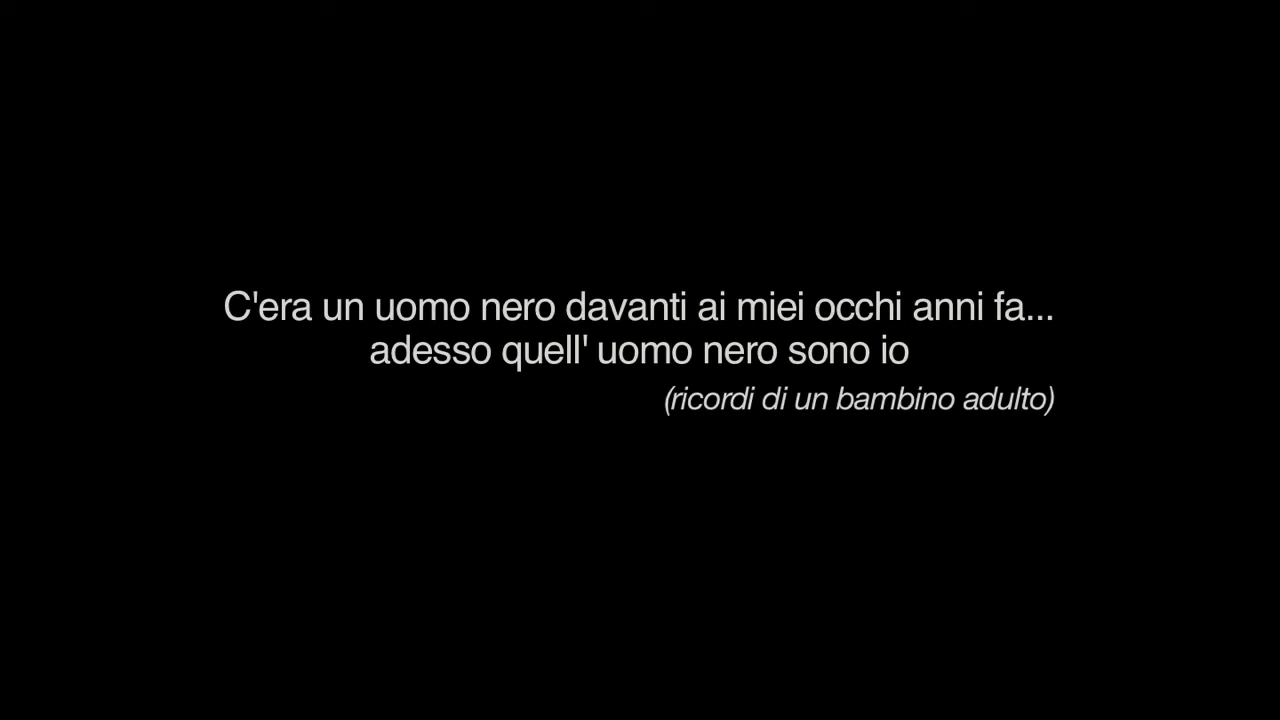 C'era un uomo nero davanti ai miei occhi anni fa...
adesso quell' uomo nero sono io
(ricordi di un bambino adulto)